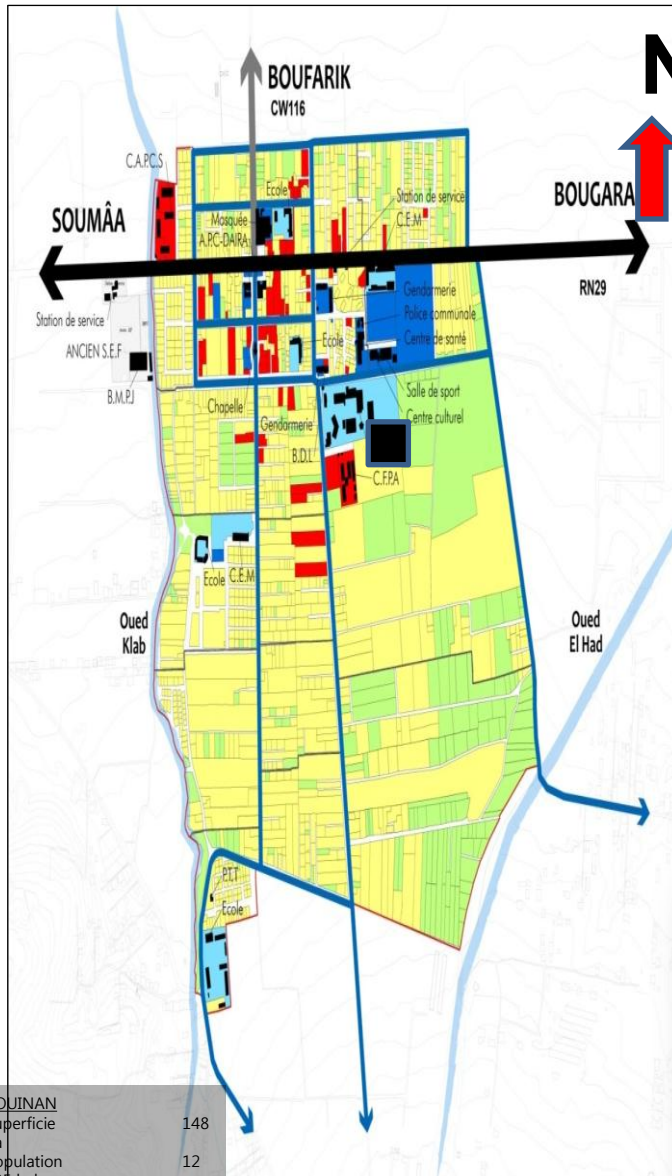 N
BOUFARIK
CW116
C.A.P.C.S
Ecole
Station de service
C.E.M
SOUMÂA
Mosquée
A.P.C-DAIRA
BOUGARA
RN29
Station de service
ANCIEN S.E.F
B.M.P.J
Gendarmerie
Police communale
Ecole
Centre de santé
Salle de sport
Chapelle
Centre culturel
Gendarmerie
B.D.L
C.F.P.A
Ecole
C.E.M
Oued
Klab
Oued
El Had
P.T.T
Ecole
OUINAN
uperficie 148
opulation 12